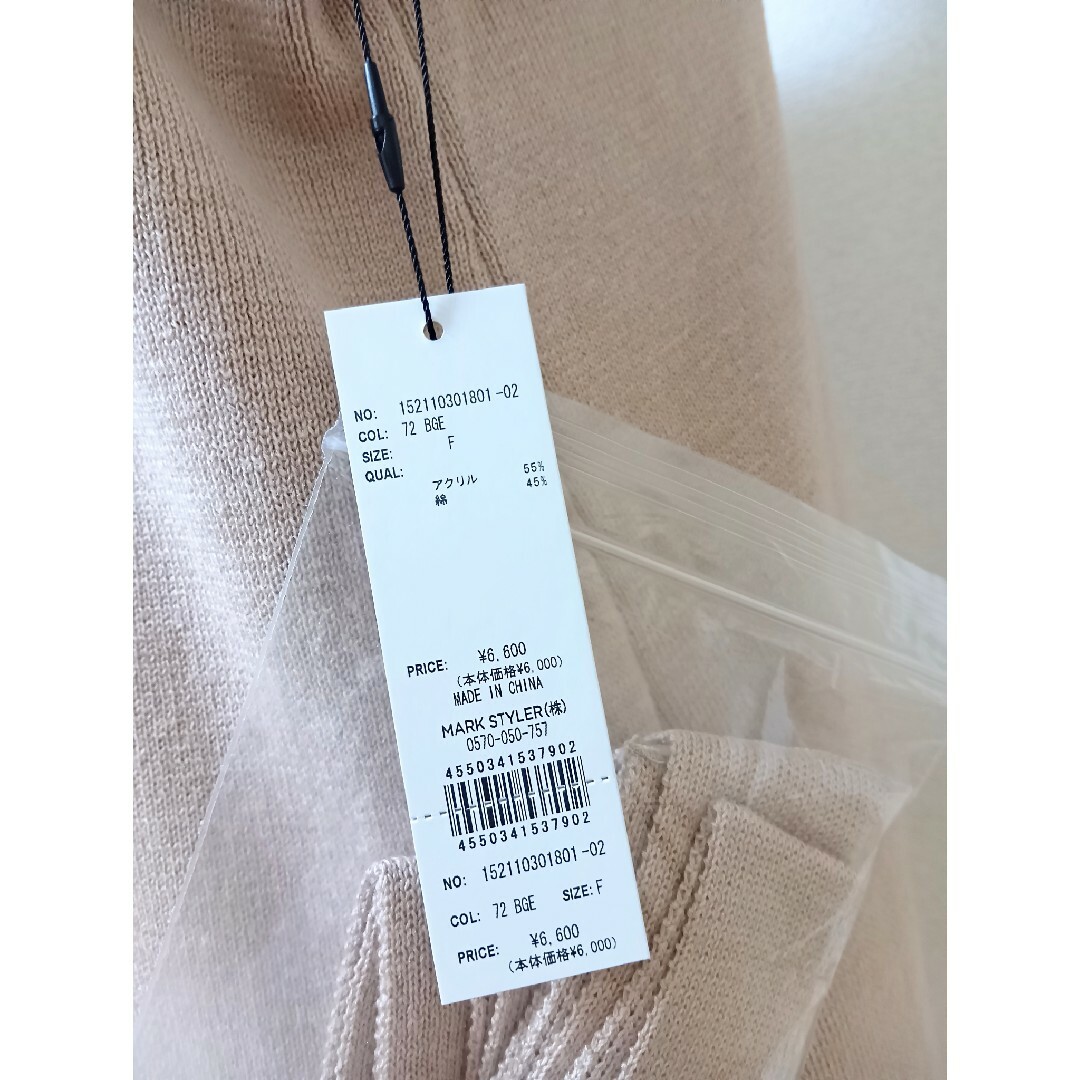 NO: 152110301801-02
COL: 72 BGE
SIZE: F
QUAL:
アクリル 55%
綿 45%
PRICE: ¥6,600
(本体価格¥6,000)
MADE IN CHINA
MARK STYLER(株)
0570-050-757
4550341537902
4550341537902
NO: 152110301801-02
COL: 72 BGE SIZE: F
PRICE: ¥6,600
(本体価格¥6,000)